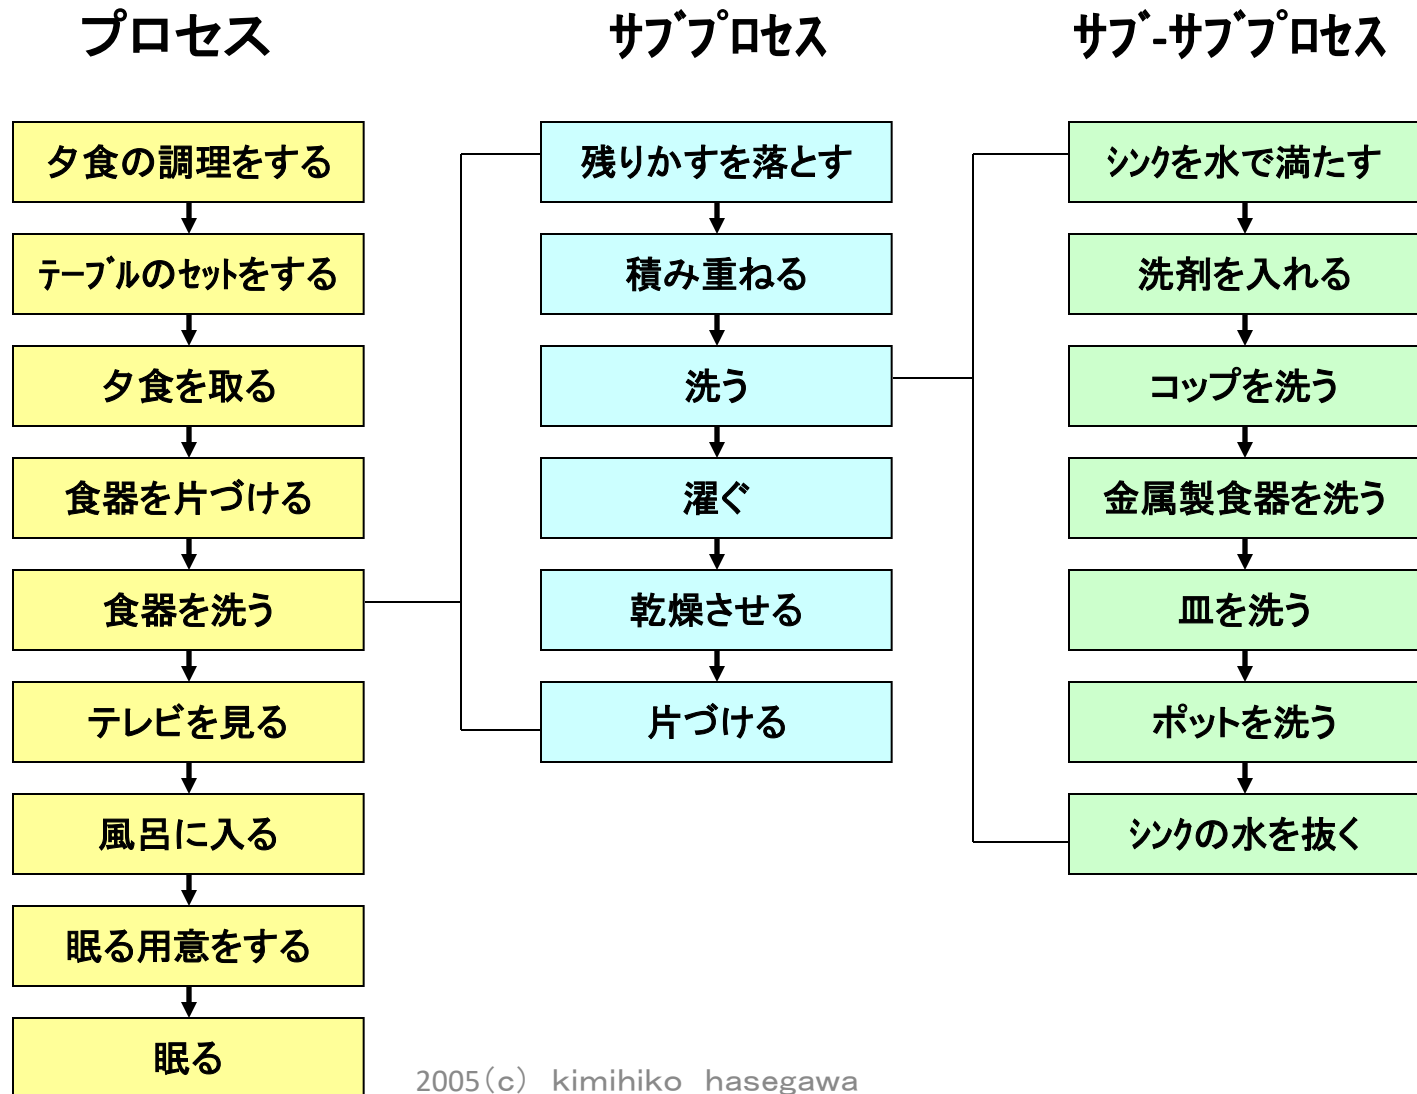 プロセス
夕食の調理をする
ﾃｰﾌﾞﾙのｾｯﾄをする
夕食を取る
食器を片づける
食器を洗う
テレビを見る
風呂に入る
眠る用意をする
眠る
ｻﾌﾞﾌﾟﾛｾｽ
残りかすを落とす
積み重ねる
洗う
濯ぐ
乾燥させる
片づける
ｻﾌﾞ-ｻﾌﾞﾌﾟﾛｾｽ
ｼﾝｸを水で満たす
洗剤を入れる
コップを洗う
金属製食器を洗う
皿を洗う
ポットを洗う
ｼﾝｸの水を抜く
2005（ｃ）　ｋｉｍｉｈｉｋｏ　ｈａｓｅｇａｗａ